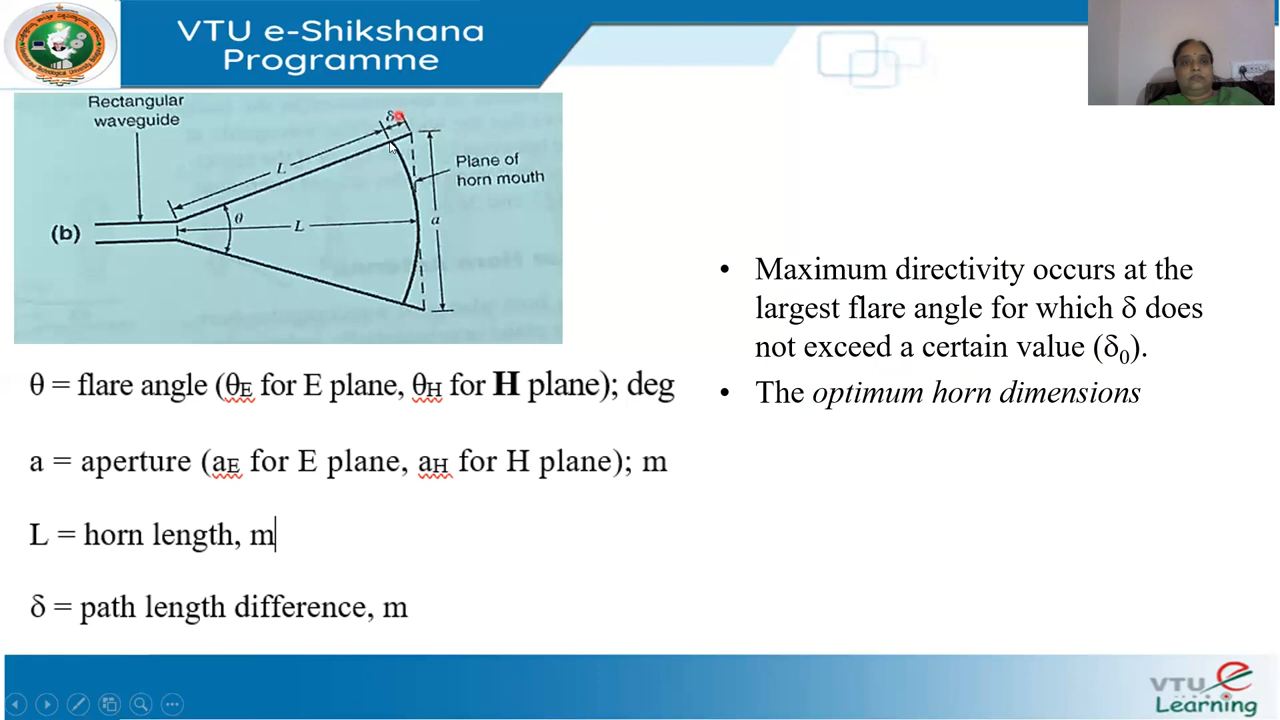 VTU e-Shikshana
Programme
Rectangular
waveguide
δ
L
Plane of
horn mouth
θ
L
a
(b)
• Maximum directivity occurs at the
largest flare angle for which δ does
not exceed a certain value (δ₀).
• The optimum horn dimensions
θ = flare angle (θE for E plane, θH for H plane); deg
a = aperture (aE for E plane, aH for H plane); m
L = horn length, m
δ = path length difference, m
VTU e
Learning